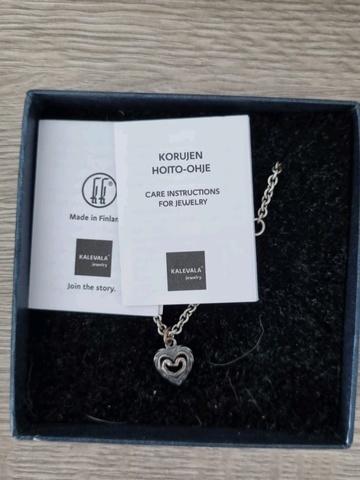 Made in Finlan
KALEVALA
jewelry
Join the story.
KORUJEN
HOITO-OHJE
CARE INSTRUCTIONS
FOR JEWELRY
KALEVALA
jewelry